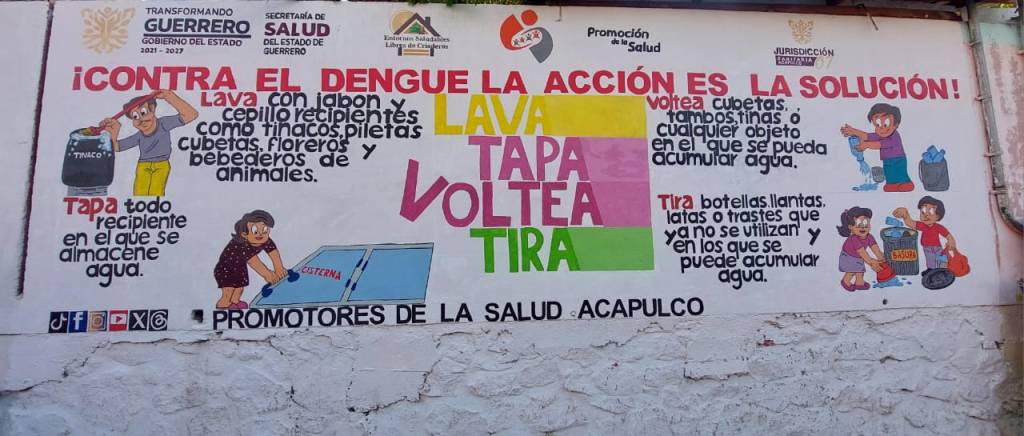 TRANSFORMANDO
GUERRERO
GOBIERNO DEL ESTADO
2021 - 2027
SECRETARÍA DE
SALUD
DEL ESTADO DE
GUERRERO
Entornos Saludables
Libres de Criaderos
Promoción
de la
Salud
JURISDICCIÓN
SANITARIA
07
¡CONTRA EL DENGUE LA ACCIÓN ES LA SOLUCIÓN!
Lava con jabon y
cepillo recipientes
como tinacos, piletas
cubetas, floreros y
bebederos de
animales.
TINACO
Tapa todo
recipiente
en el que se
almacene
agua.
CISTERNA
LAVA
TAPA
VOLTEA
TIRA
Voltea cubetas,
tambos, tinas, o
cualquier objeto
en el que se pueda
acumular agua.
Tira botellas, llantas,
latas o trastes que
ya no se utilizan y
y en los que se
puede acumular
agua.
BASURA
PROMOTORES DE LA SALUD ACAPULCO